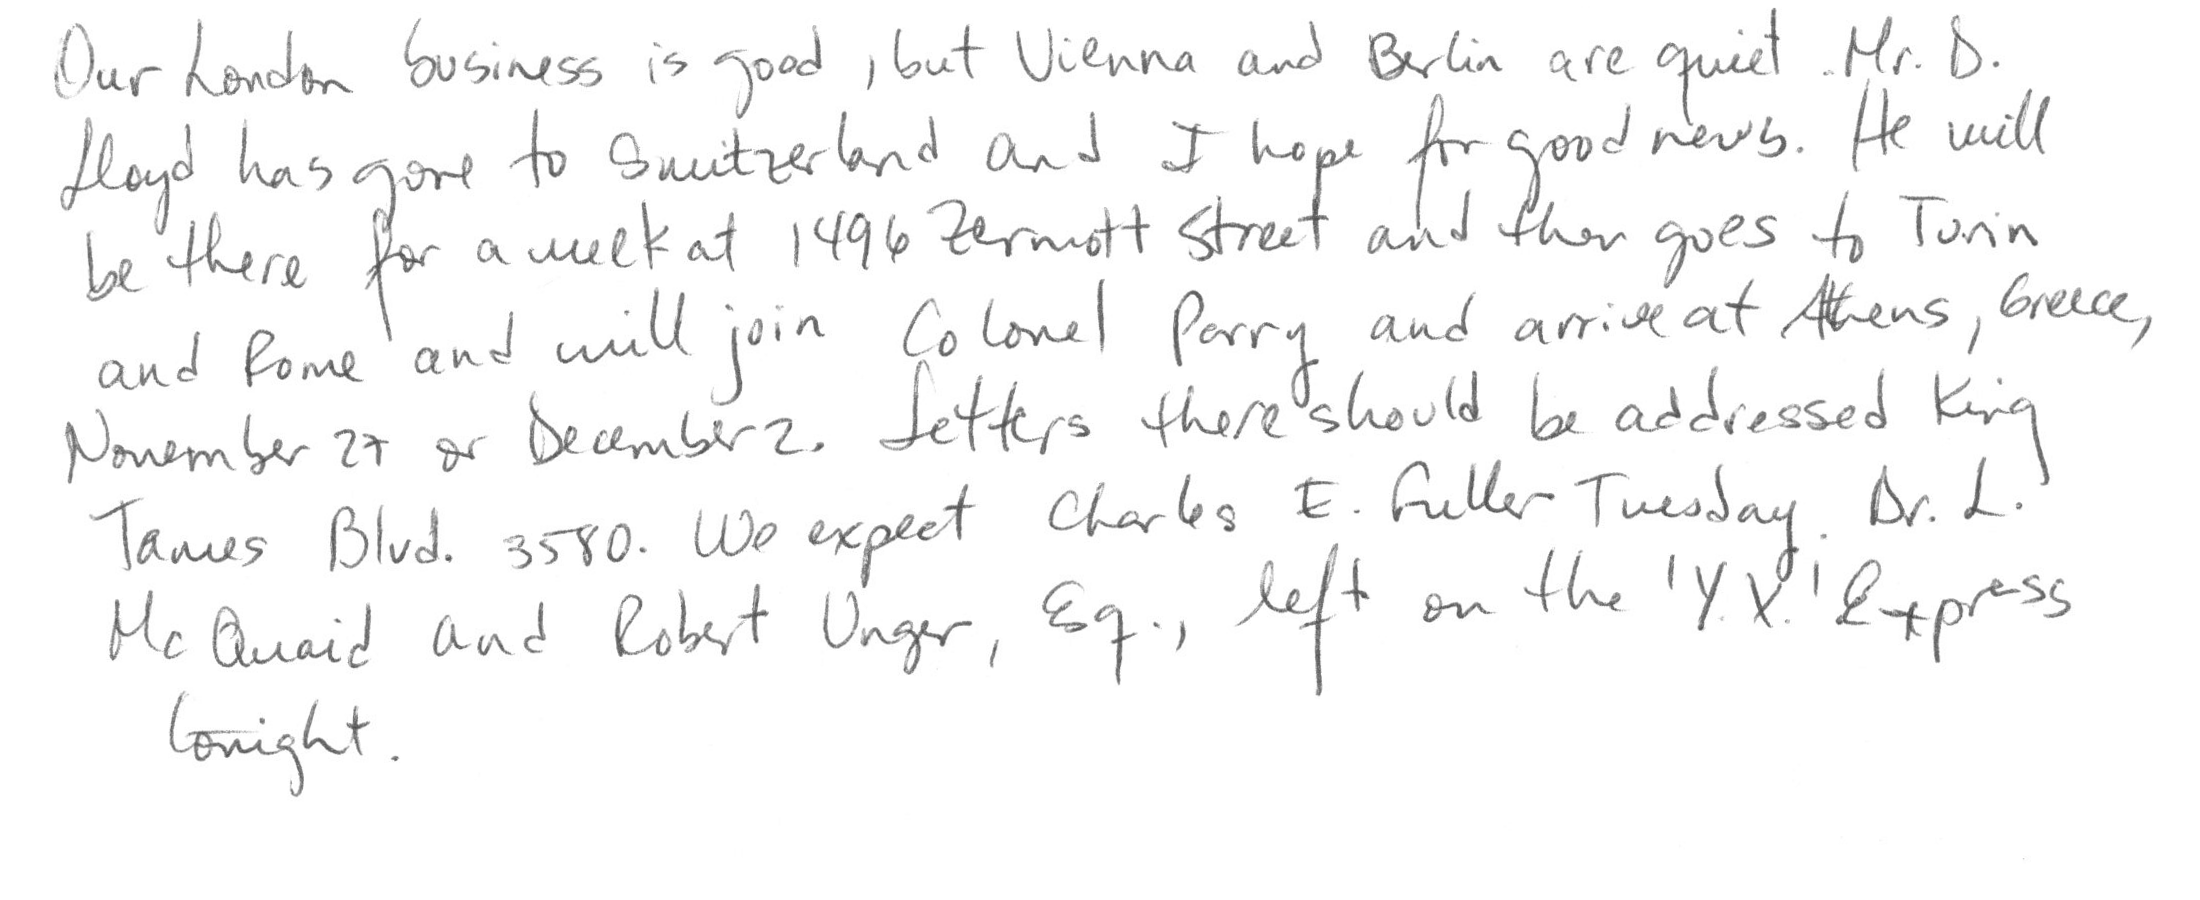 Our London business is good, but Vienna and Berlin are quiet. Mr. D.
Lloyd has gone to Switzerland and I hope for good news. He will
be there for a week at 1496 Zermott Street and then goes to Turin
and Rome and will join Colonel Parry and arrive at Athens, Greece,
November 27 or December 2. Letters there should be addressed King
James Blvd. 3580. We expect Charles E. Fuller Tuesday. Dr. L.
McQuaid and Robert Unger, Eq., left on the 'Y.X.' Express
tonight.